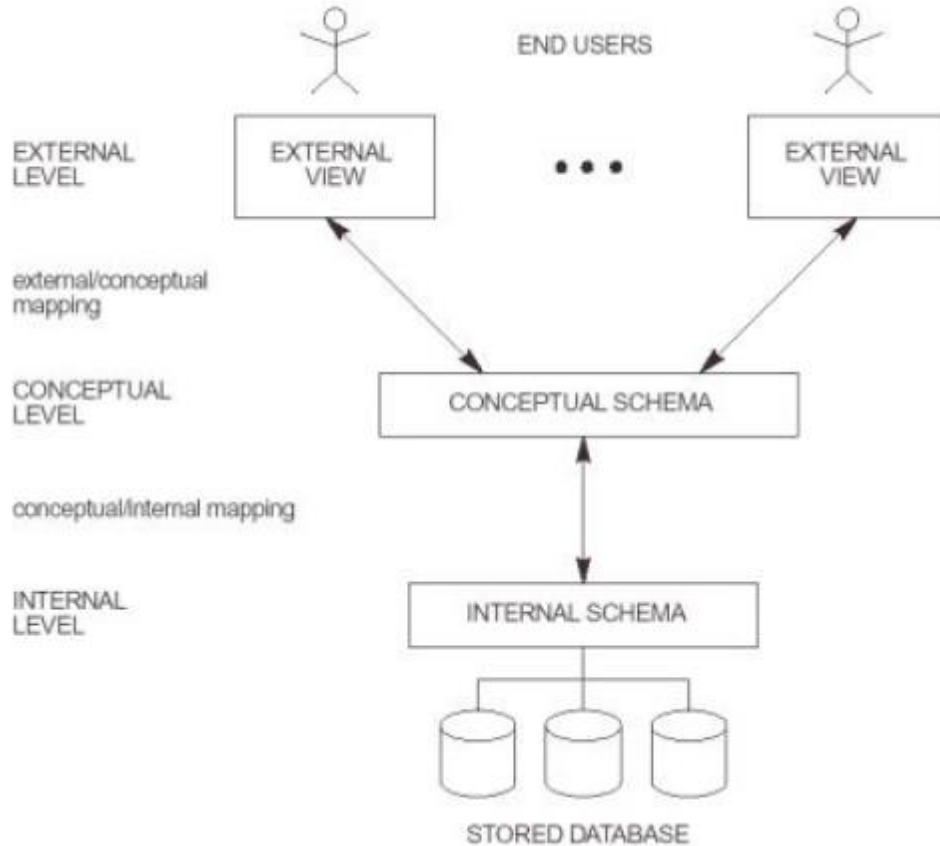 END USERS
EXTERNAL
LEVEL
EXTERNAL
VIEW
EXTERNAL
VIEW
external/conceptual
mapping
CONCEPTUAL
LEVEL
CONCEPTUAL SCHEMA
conceptual/internal mapping
INTERNAL
LEVEL
INTERNAL SCHEMA
STORED DATABASE